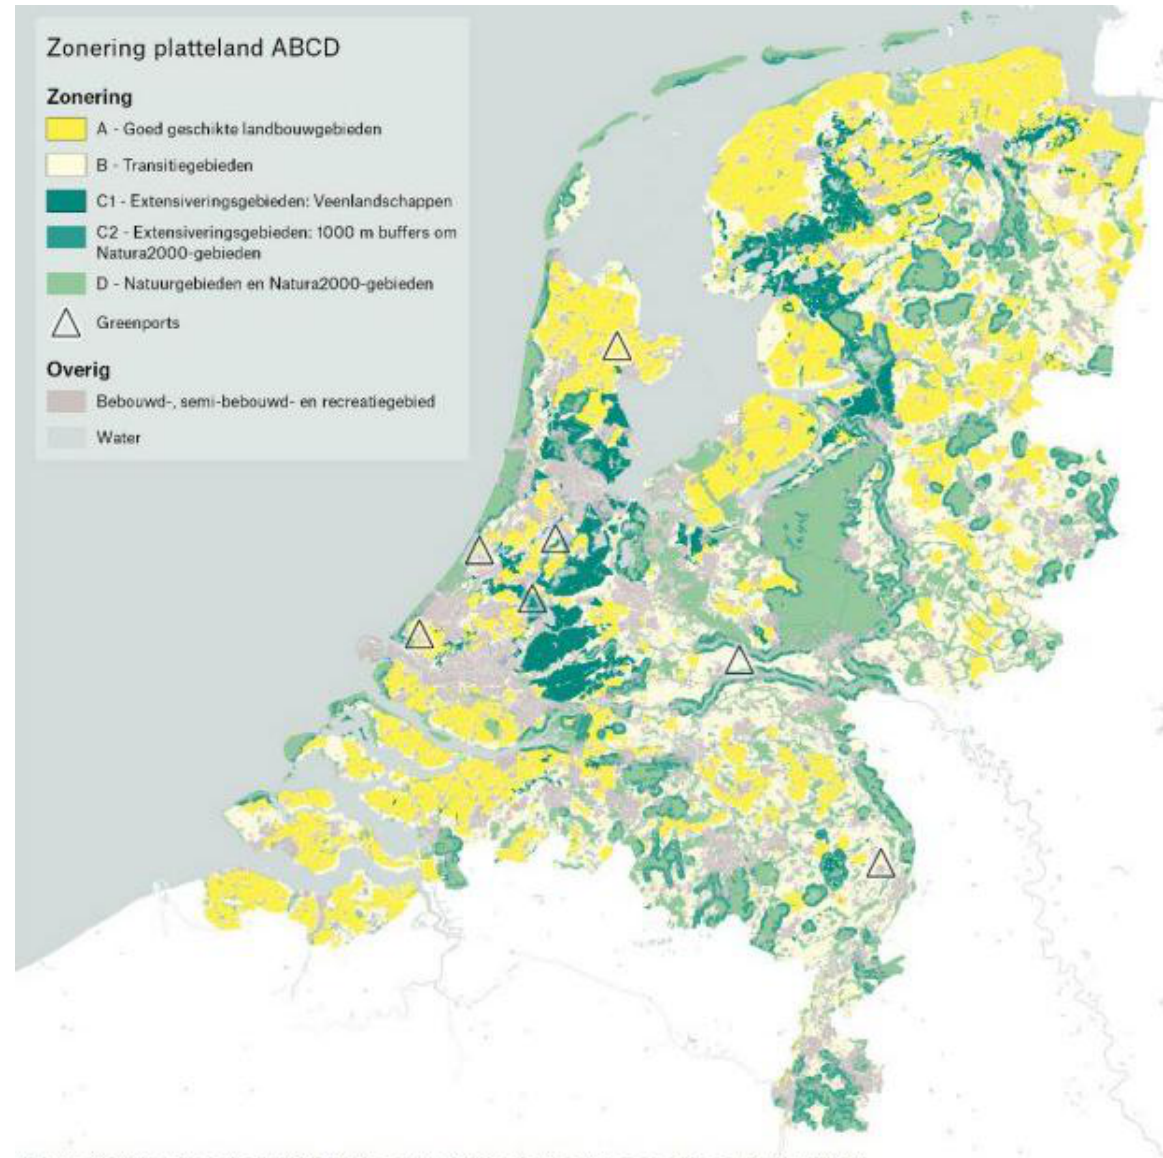 Zonering platteland ABCD
Zonering
A - Goed geschikte landbouwgebieden
B - Transitiegebieden
C1 - Extensiveringsgebieden: Veenlandschappen
C2 - Extensiveringsgebieden: 1000 m buffers om
Natura2000-gebieden
D - Natuurgebieden en Natura2000-gebieden
Greenports
Overig
Bebouwd-, semi-bebouwd- en recreatiegebied
Water